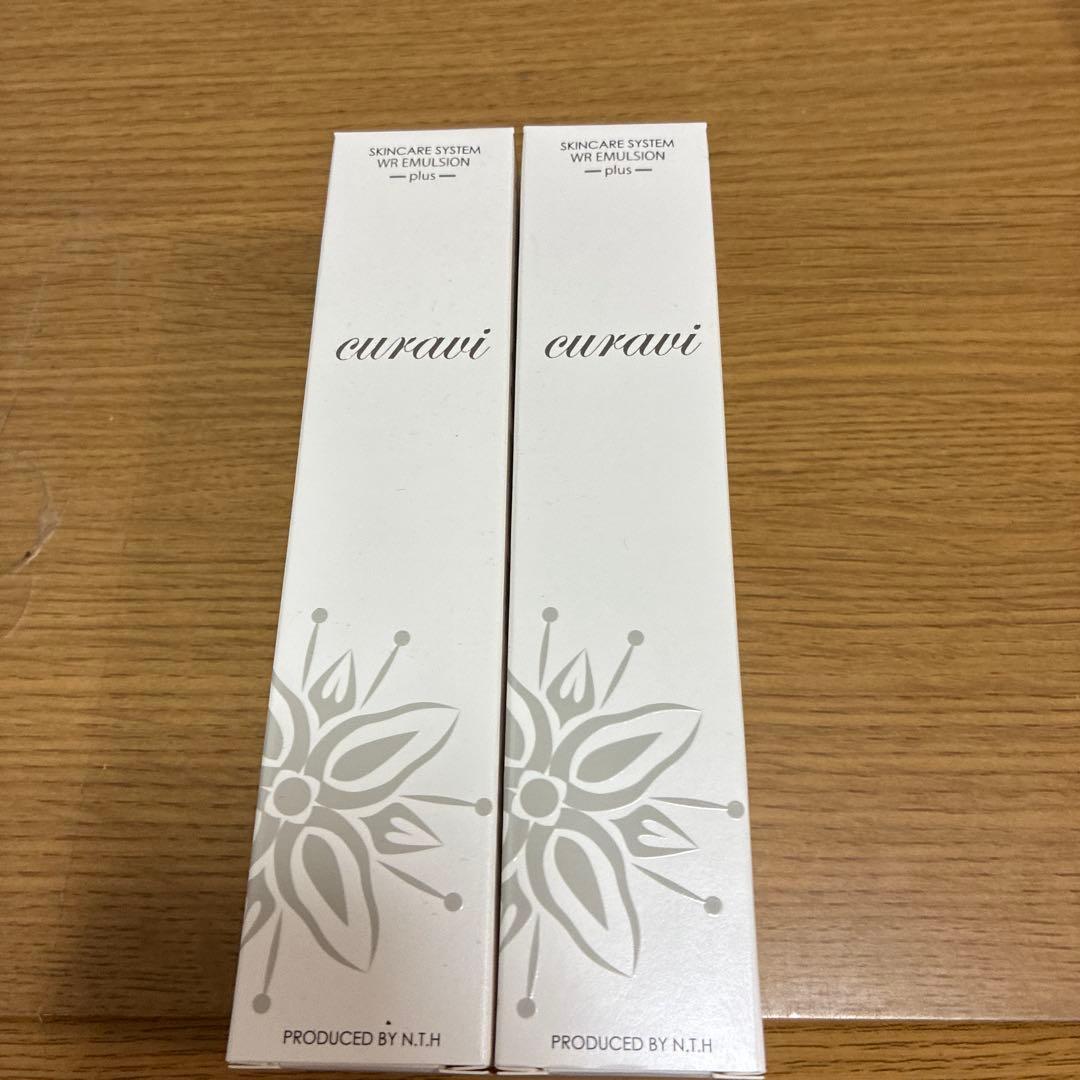 SKINCARE SYSTEM
WR EMULSION
— plus —
curavi
PRODUCED BY N.T.H
SKINCARE SYSTEM
WR EMULSION
— plus —
curavi
PRODUCED BY N.T.H